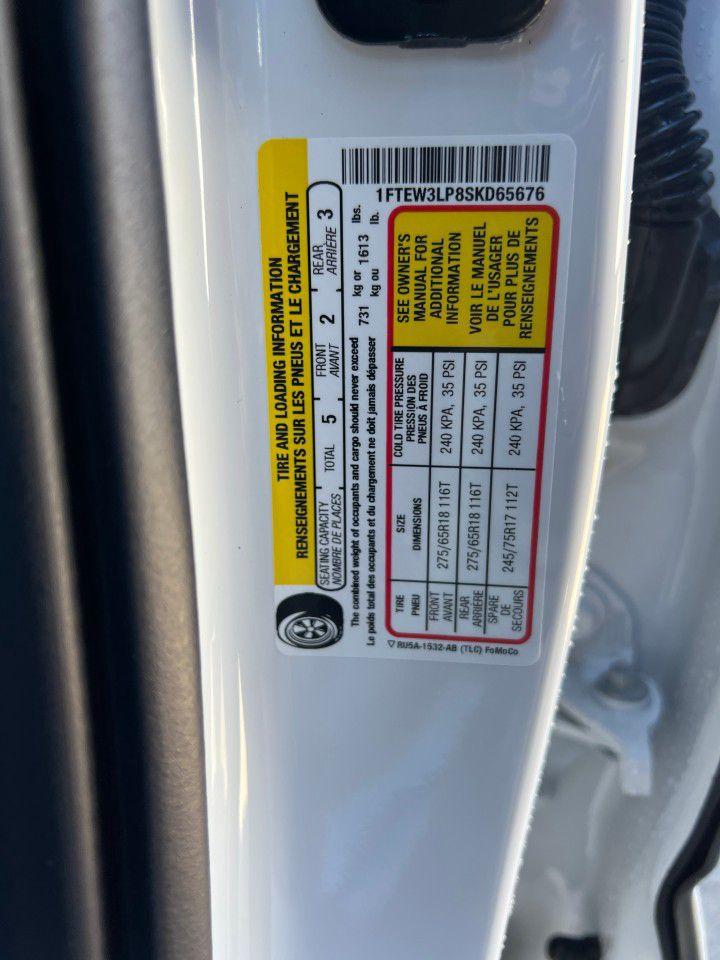 1FTEW3LP8SKD65676
TIRE AND LOADING INFORMATION
RENSEIGNEMENTS SUR LES PNEUS ET LE CHARGEMENT
SEATING CAPACITY TOTAL 5 FRONT 2 REAR 3
NOMBRE DE PLACES AVANT ARRIÈRE
The combined weight of occupants and cargo should never exceed 731 kg or 1613 lbs.
Le poids total des occupants et du chargement ne doit jamais dépasser kg ou lb.
TIRE SIZE COLD TIRE PRESSURE
PNEU DIMENSIONS PRESSION DES
PNEUS À FROID
FRONT 275/65R18 116T 240 KPA, 35 PSI
AVANT
REAR 275/65R18 116T 240 KPA, 35 PSI
ARRIÈRE
SPARE 245/75R17 112T 240 KPA, 35 PSI
DE
SECOURS
SEE OWNER'S
MANUAL FOR
ADDITIONAL
INFORMATION
VOIR LE MANUEL
DE L'USAGER
POUR PLUS DE
RENSEIGNEMENTS
RU5A-1532-AB (TLC) FoMoCo